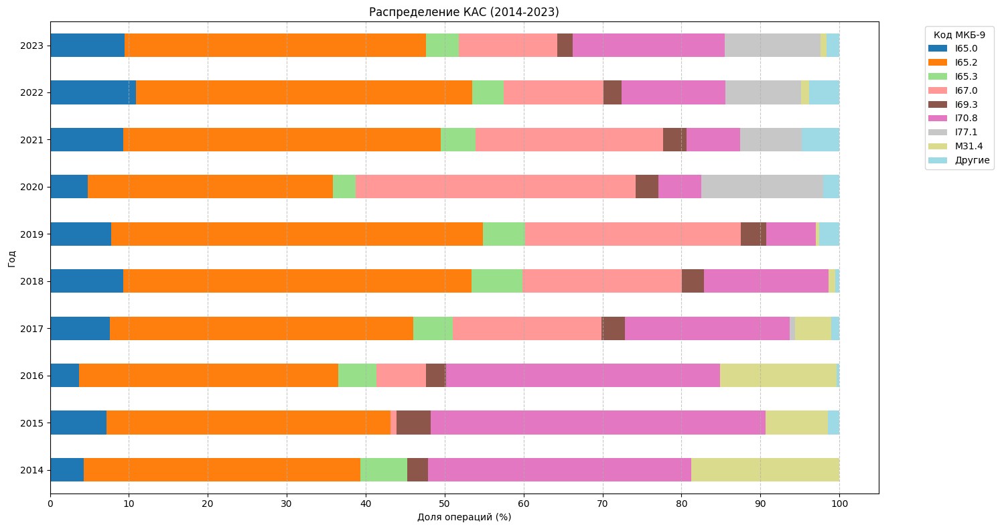 Распределение КАС (2014-2023)
Год
2023
2022
2021
2020
2019
2018
2017
2016
2015
2014
0 10 20 30 40 50 60 70 80 90 100
Доля операций (%)
Код МКБ-9
I65.0
I65.2
I65.3
I67.0
I69.3
I70.8
I77.1
M31.4
Другие